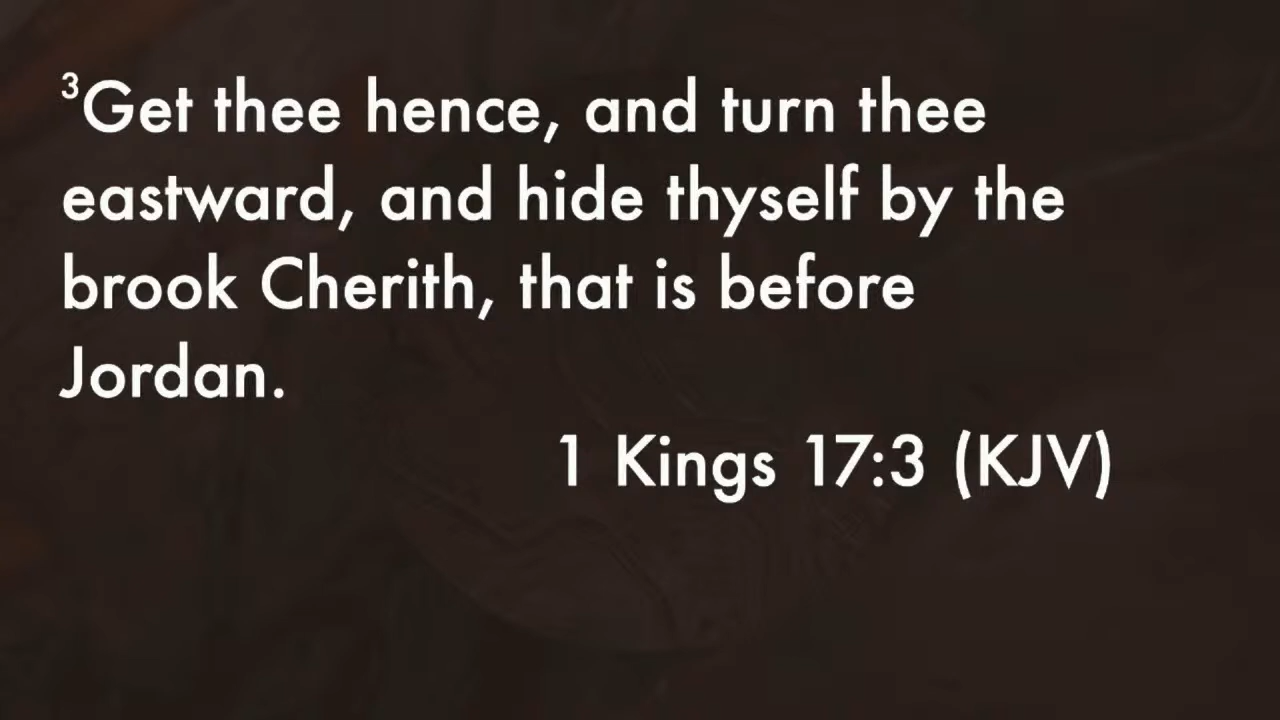 ³Get thee hence, and turn thee
eastward, and hide thyself by the
brook Cherith, that is before
Jordan.
1 Kings 17:3 (KJV)